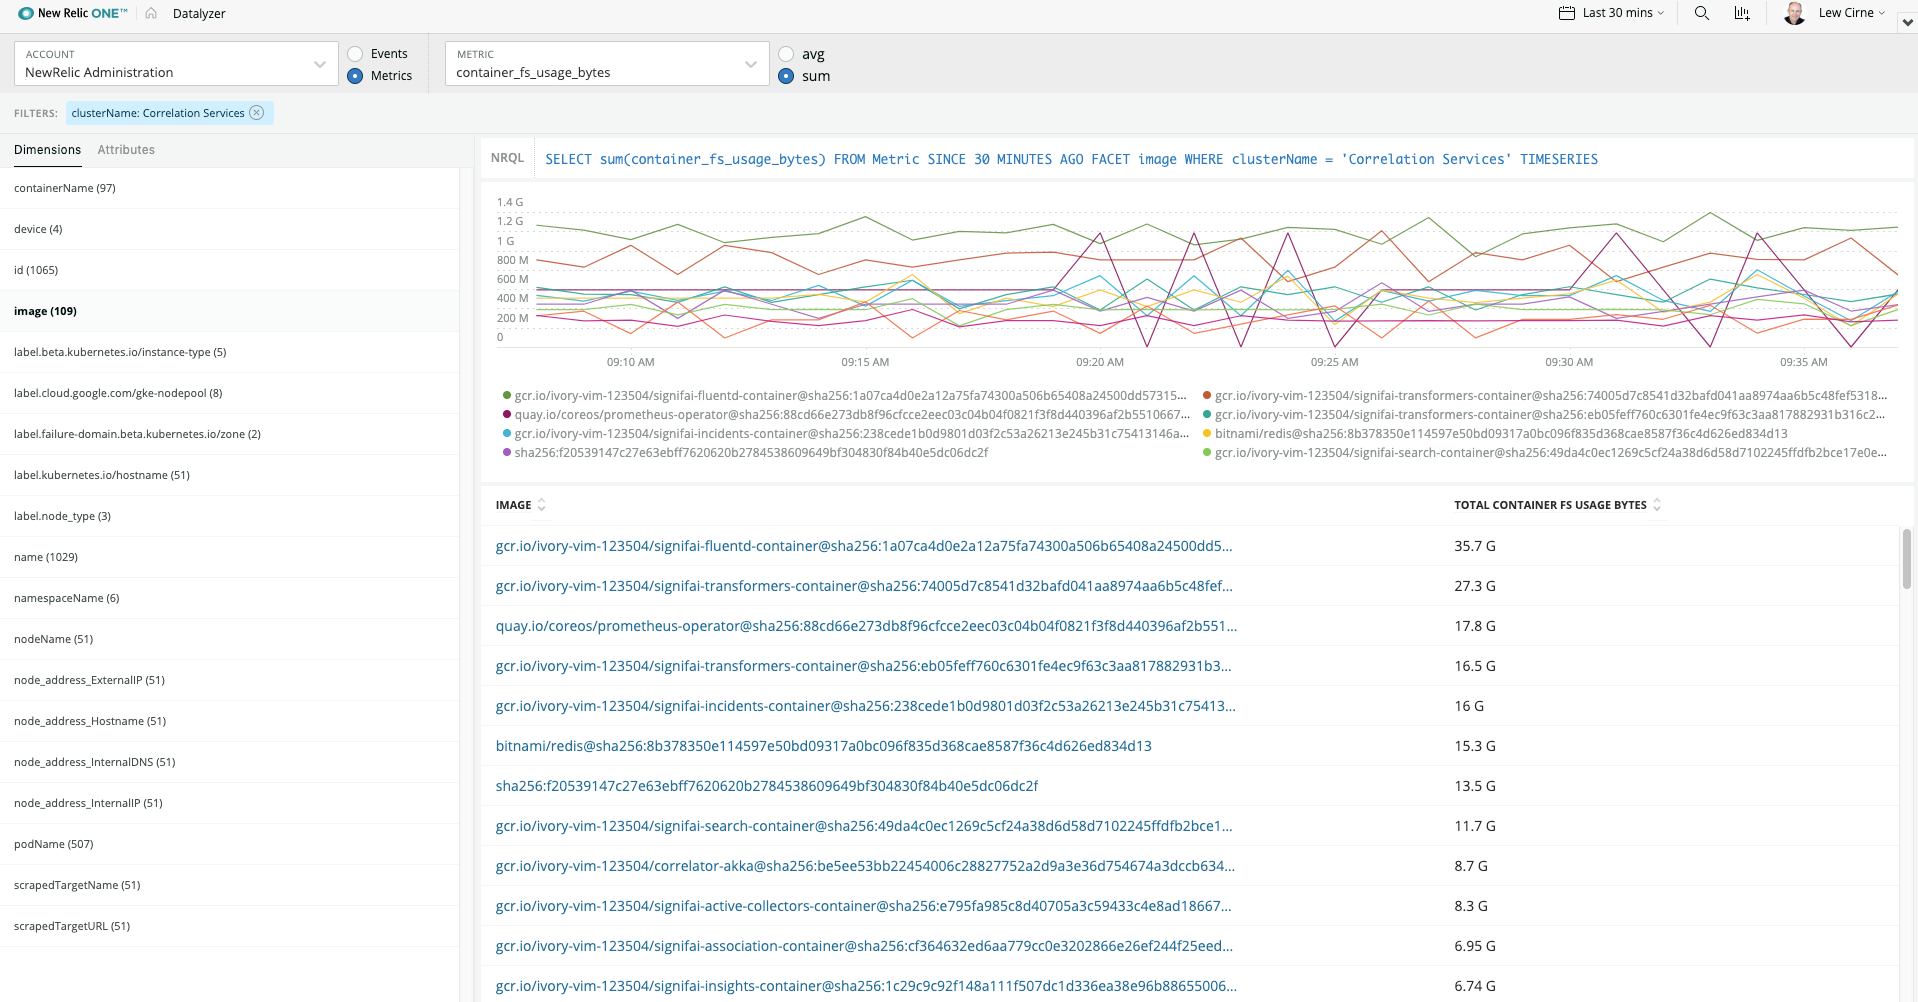 New Relic ONE™ Datalyzer Last 30 mins Lew Cirne
ACCOUNT
NewRelic Administration
Events
Metrics
METRIC
container_fs_usage_bytes
avg
sum
FILTERS: clusterName: Correlation Services
Dimensions Attributes
containerName (97)
device (4)
id (1065)
image (109)
label.beta.kubernetes.io/instance-type (5)
label.cloud.google.com/gke-nodepool (8)
label.failure-domain.beta.kubernetes.io/zone (2)
label.kubernetes.io/hostname (51)
label.node_type (3)
name (1029)
namespaceName (6)
nodeName (51)
node_address_ExternalIP (51)
node_address_Hostname (51)
node_address_InternalDNS (51)
node_address_InternalIP (51)
podName (507)
scrapedTargetName (51)
scrapedTargetURL (51)
NRQL SELECT sum(container_fs_usage_bytes) FROM Metric SINCE 30 MINUTES AGO FACET image WHERE clusterName = 'Correlation Services' TIMESERIES
1.4 G
1.2 G
1 G
800 M
600 M
400 M
200 M
0
09:10 AM 09:15 AM 09:20 AM 09:25 AM 09:30 AM 09:35 AM
gcr.io/ivory-vim-123504/signifai-fluentd-container@sha256:1a07ca4d0e2a12a75fa74300a506b65408a24500dd57315...
gcr.io/ivory-vim-123504/signifai-transformers-container@sha256:74005d7c8541d32bafd041aa8974aa6b5c48fef5318...
quay.io/coreos/prometheus-operator@sha256:88cd66e273db8f96cfcce2eec03c04b04f0821f3f8d440396af2b5510667...
gcr.io/ivory-vim-123504/signifai-transformers-container@sha256:eb05feff760c6301fe4ec9f63c3aa817882931b316c2...
gcr.io/ivory-vim-123504/signifai-incidents-container@sha256:238cede1b0d9801d03f2c53a26213e245b31c75413146a...
bitnami/redis@sha256:8b378350e114597e50bd09317a0bc096f835d368cae8587f36c4d626ed834d13
sha256:f20539147c27e63ebff7620620b2784538609649bf304830f84b40e5dc06dc2f
gcr.io/ivory-vim-123504/signifai-search-container@sha256:49da4c0ec1269c5cf24a38d6d58d7102245ffdfb2bce17e0e...
IMAGE TOTAL CONTAINER FS USAGE BYTES
gcr.io/ivory-vim-123504/signifai-fluentd-container@sha256:1a07ca4d0e2a12a75fa74300a506b65408a24500dd5... 35.7 G
gcr.io/ivory-vim-123504/signifai-transformers-container@sha256:74005d7c8541d32bafd041aa8974aa6b5c48fef... 27.3 G
quay.io/coreos/prometheus-operator@sha256:88cd66e273db8f96cfcce2eec03c04b04f0821f3f8d440396af2b551... 17.8 G
gcr.io/ivory-vim-123504/signifai-transformers-container@sha256:eb05feff760c6301fe4ec9f63c3aa817882931b3... 16.5 G
gcr.io/ivory-vim-123504/signifai-incidents-container@sha256:238cede1b0d9801d03f2c53a26213e245b31c75413... 16 G
bitnami/redis@sha256:8b378350e114597e50bd09317a0bc096f835d368cae8587f36c4d626ed834d13 15.3 G
sha256:f20539147c27e63ebff7620620b2784538609649bf304830f84b40e5dc06dc2f 13.5 G
gcr.io/ivory-vim-123504/signifai-search-container@sha256:49da4c0ec1269c5cf24a38d6d58d7102245ffdfb2bce1... 11.7 G
gcr.io/ivory-vim-123504/correlator-akka@sha256:be5ee53bb22454006c28827752a2d9a3e36d754674a3dccb634... 8.7 G
gcr.io/ivory-vim-123504/signifai-active-collectors-container@sha256:e795fa985c8d40705a3c59433c4e8ad18667... 8.3 G
gcr.io/ivory-vim-123504/signifai-association-container@sha256:cf364632ed6aa779cc0e3202866e26ef244f25eed... 6.95 G
gcr.io/ivory-vim-123504/signifai-insights-container@sha256:1c29c9c92f148a111f507dc1d336ea38e96b88655006... 6.74 G